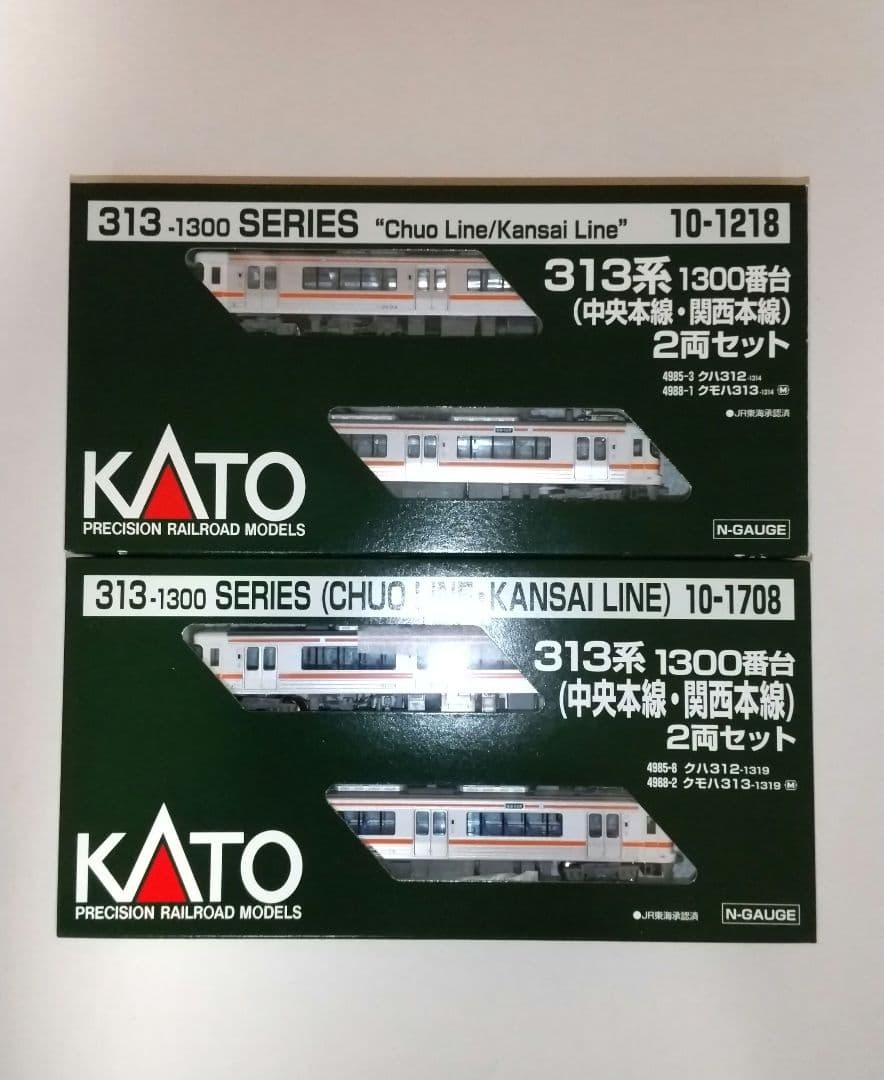 313 -1300 SERIES "Chuo Line/Kansai Line" 10-1218
313系 1300番台
(中央本線・関西本線)
2両セット
4985-3 クハ312-1314
4988-1 クモハ313-1314 M
●JR東海承認済
KATO
PRECISION RAILROAD MODELS
N-GAUGE
313-1300 SERIES (CHUO LINE・KANSAI LINE) 10-1708
313系 1300番台
(中央本線・関西本線)
2両セット
4985-8 クハ312-1319
4988-2 クモハ313-1319 M
KATO
PRECISION RAILROAD MODELS
●JR東海承認済
N-GAUGE